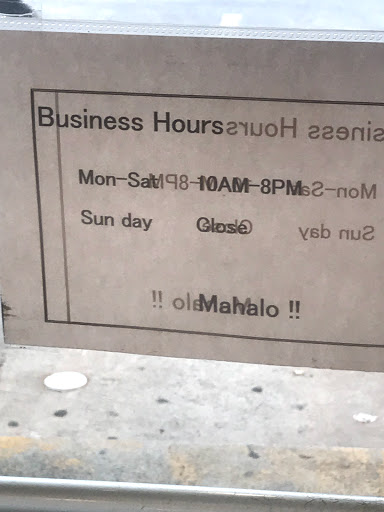 Business Hours
Mon-Sat 10AM-8PM
Sun day Close
Mahalo !!